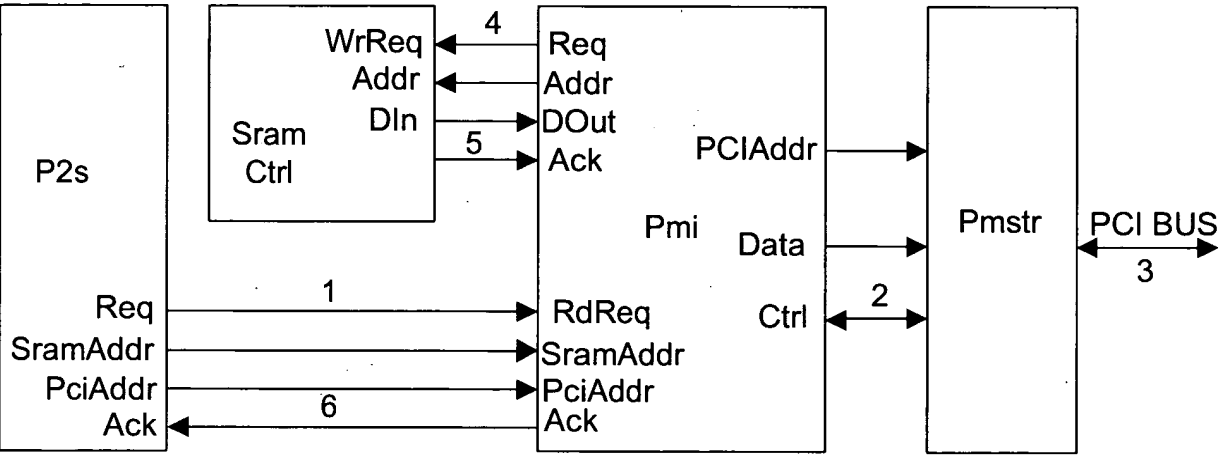 P2s
Req
SramAddr
PciAddr
Ack
Sram
Ctrl
WrReq
Addr
DIn
4
5
1
6
Req
Addr
DOut
Ack
Pmi
RdReq
SramAddr
PciAddr
Ack
PCIAddr
Data
Ctrl
2
Pmstr
PCI BUS
3